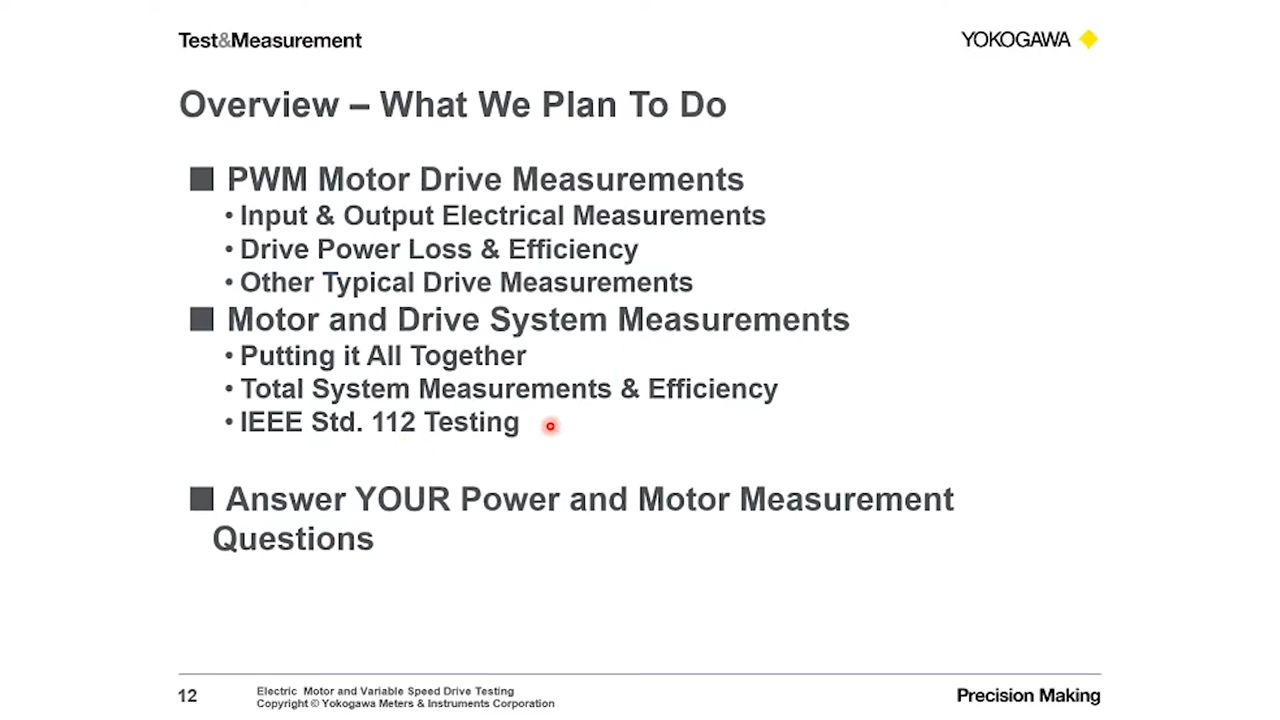 Test&Measurement
YOKOGAWA
Overview – What We Plan To Do
■ PWM Motor Drive Measurements
• Input & Output Electrical Measurements
• Drive Power Loss & Efficiency
• Other Typical Drive Measurements
■ Motor and Drive System Measurements
• Putting it All Together
• Total System Measurements & Efficiency
• IEEE Std. 112 Testing
■ Answer YOUR Power and Motor Measurement
Questions
12
Electric Motor and Variable Speed Drive Testing
Copyright © Yokogawa Meters & Instruments Corporation
Precision Making